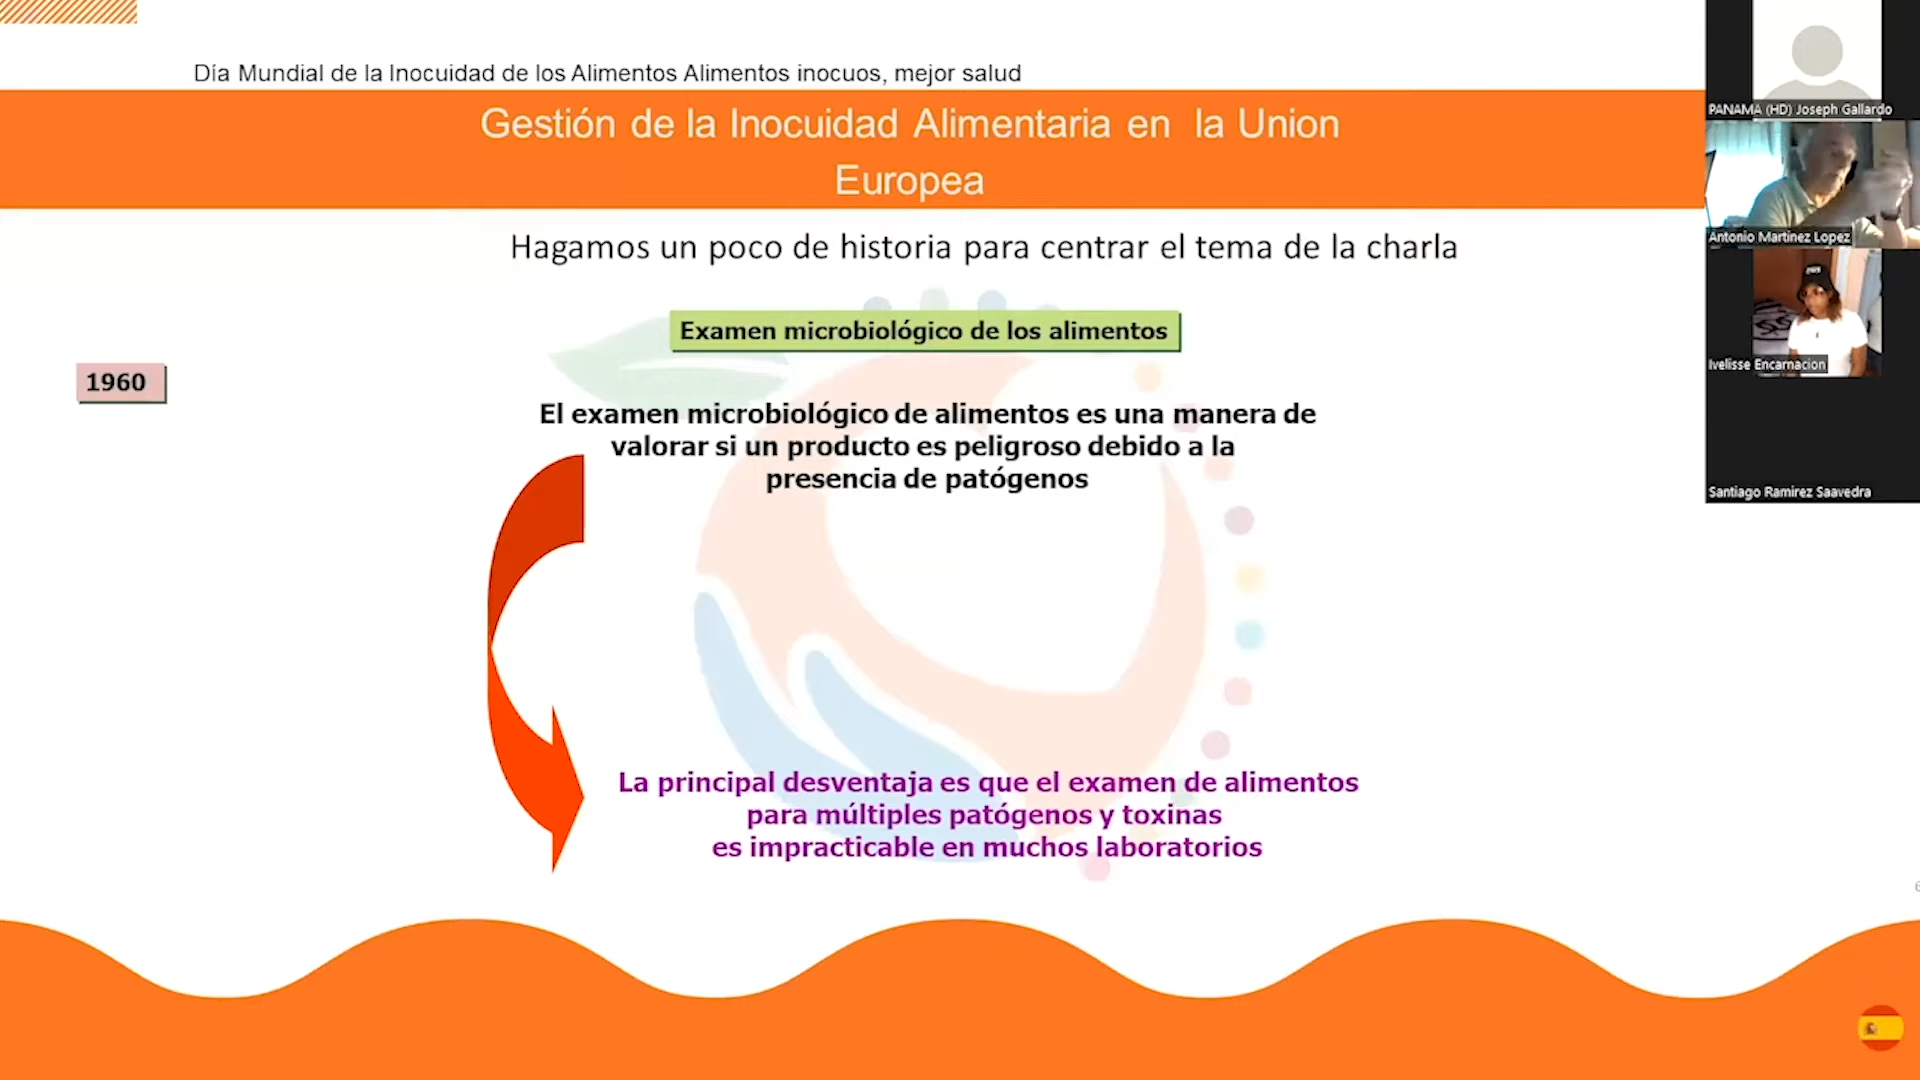 Día Mundial de la Inocuidad de los Alimentos Alimentos inocuos, mejor salud
Gestión de la Inocuidad Alimentaria en la Union
Europea
Hagamos un poco de historia para centrar el tema de la charla
Examen microbiológico de los alimentos
1960
El examen microbiológico de alimentos es una manera de
valorar si un producto es peligroso debido a la
presencia de patógenos
La principal desventaja es que el examen de alimentos
para múltiples patógenos y toxinas
es impracticable en muchos laboratorios
PANAMA (HD) Joseph Gallardo
Antonio Martinez Lopez
Ivelisse Encarnacion
Santiago Ramirez Saavedra